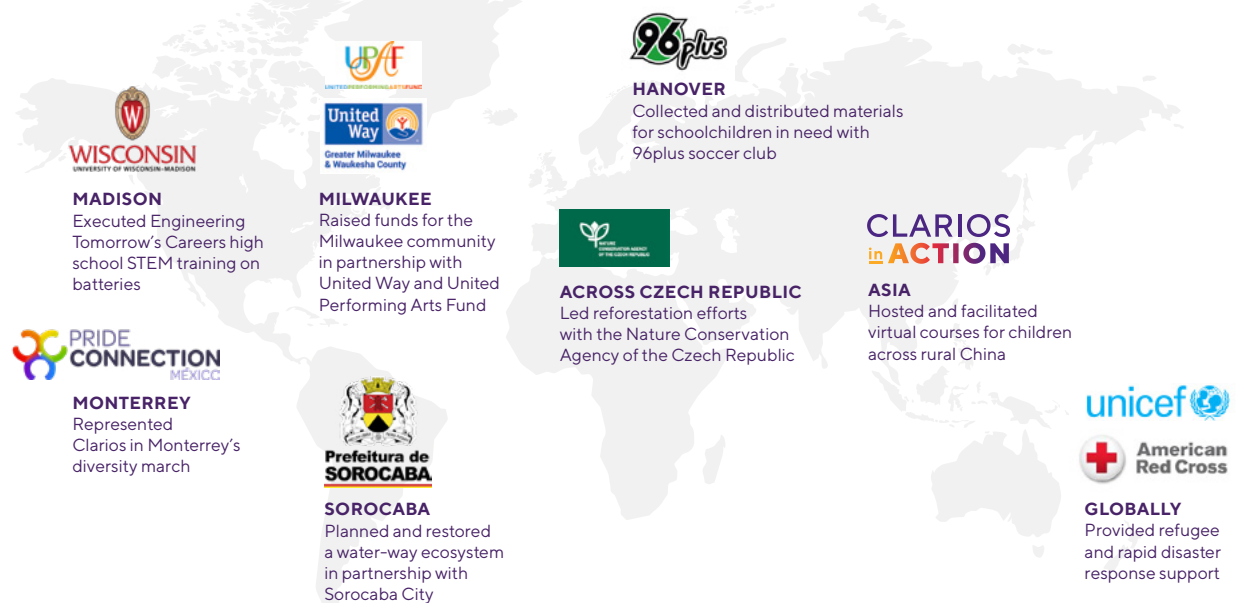 WISCONSIN
UNIVERSITY OF WISCONSIN–MADISON
MADISON
Executed Engineering
Tomorrow's Careers high
school STEM training on
batteries
UPAF
UNITEDPERFORMINGARTSFUND
United
Way
Greater Milwaukee
& Waukesha County
MILWAUKEE
Raised funds for the
Milwaukee community
in partnership with
United Way and United
Performing Arts Fund
96plus
HANOVER
Collected and distributed materials
for schoolchildren in need with
96plus soccer club
NATURE
CONSERVATION AGENCY
OF THE CZECH REPUBLIC
ACROSS CZECH REPUBLIC
Led reforestation efforts
with the Nature Conservation
Agency of the Czech Republic
CLARIOS
in ACTION
ASIA
Hosted and facilitated
virtual courses for children
across rural China
PRIDE
CONNECTION
MÉXICO
MONTERREY
Represented
Clarios in Monterrey's
diversity march
Prefeitura de
SOROCABA
SOROCABA
Planned and restored
a water-way ecosystem
in partnership with
Sorocaba City
unicef
American
Red Cross
GLOBALLY
Provided refugee
and rapid disaster
response support